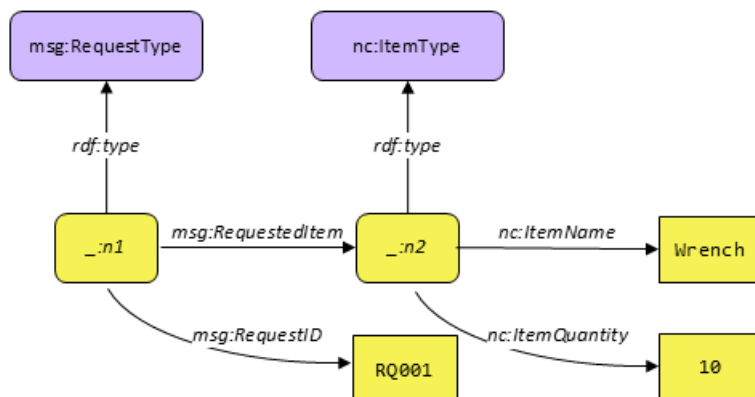 msg:RequestType
nc:ItemType
rdf:type
rdf:type
_:n1
msg:RequestedItem
_:n2
nc:ItemName
Wrench
msg:RequestID
RQ001
nc:ItemQuantity
10